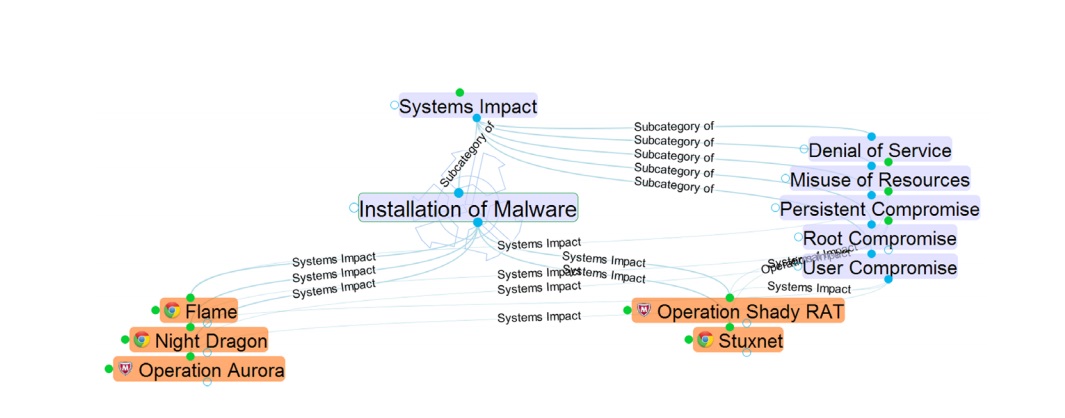 Systems Impact
Subcategory of
Subcategory of
Subcategory of
Subcategory of
Subcategory of
Subcategory of
Denial of Service
Misuse of Resources
Installation of Malware
Persistent Compromise
Root Compromise
User Compromise
Systems Impact
Systems Impact
Systems Impact
Systems Impact
Systems Impact
Systems Impact
Systems Impact
Systems Impact
Systems Impact
Systems Impact
Flame
Operation Shady RAT
Night Dragon
Stuxnet
Operation Aurora